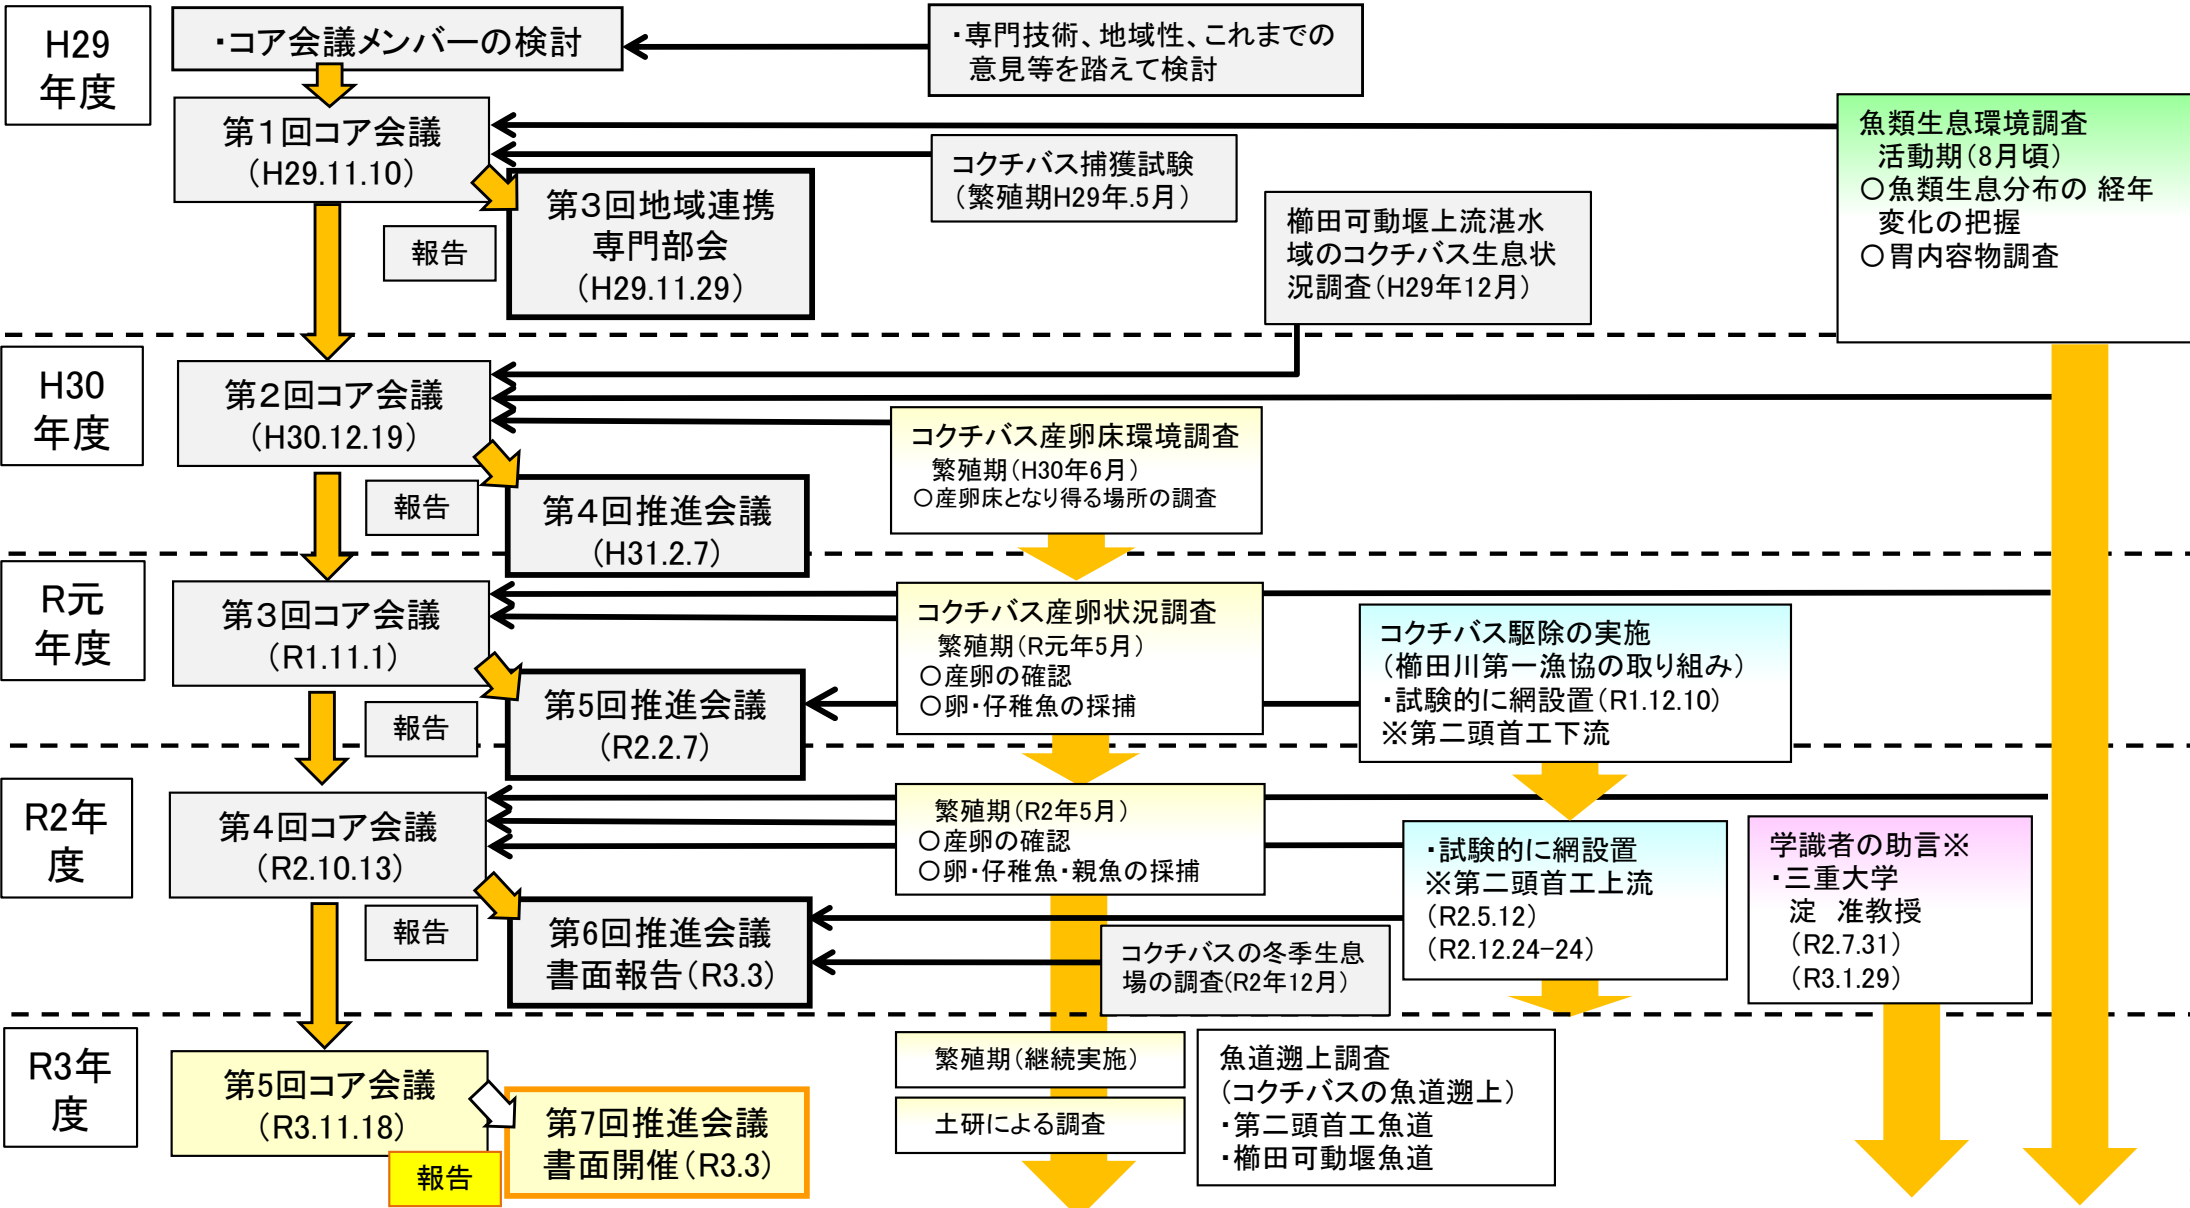 H29
年度
・コア会議メンバーの検討
・専門技術、地域性、これまでの
意見等を踏えて検討
第１回コア会議
（H29.11.10）
報告
第３回地域連携
専門部会
（H29.11.29）
コクチバス捕獲試験
（繁殖期H29年.5月）
櫛田可動堰上流湛水
域のコクチバス生息状
況調査（H29年12月）
魚類生息環境調査
活動期（8月頃）
○魚類生息分布の 経年
変化の把握
○胃内容物調査
H30
年度
第２回コア会議
（H30.12.19）
報告
第４回推進会議
（H31.2.7）
コクチバス産卵床環境調査
繁殖期（H30年6月）
○産卵床となり得る場所の調査
R元
年度
第３回コア会議
（R1.11.1）
報告
第5回推進会議
（R2.2.7）
コクチバス産卵状況調査
繁殖期（R元年5月）
○産卵の確認
○卵・仔稚魚の採捕
コクチバス駆除の実施
（櫛田川第一漁協の取り組み）
・試験的に網設置（R1.12.10）
※第二頭首工下流
R2年
度
第４回コア会議
（R2.10.13）
報告
第6回推進会議
書面報告（R3.3）
繁殖期（R2年5月）
○産卵の確認
○卵・仔稚魚・親魚の採捕
コクチバスの冬季生息
場の調査(R2年12月）
・試験的に網設置
※第二頭首工上流
（R2.5.12）
（R2.12.24-24）
学識者の助言※
・三重大学
淀　准教授
（R2.7.31）
（R3.1.29）
R3年
度
第5回コア会議
（R3.11.18）
報告
第7回推進会議
書面開催（R3.3）
繁殖期（継続実施）
土研による調査
魚道遡上調査
（コクチバスの魚道遡上）
・第二頭首工魚道
・櫛田可動堰魚道